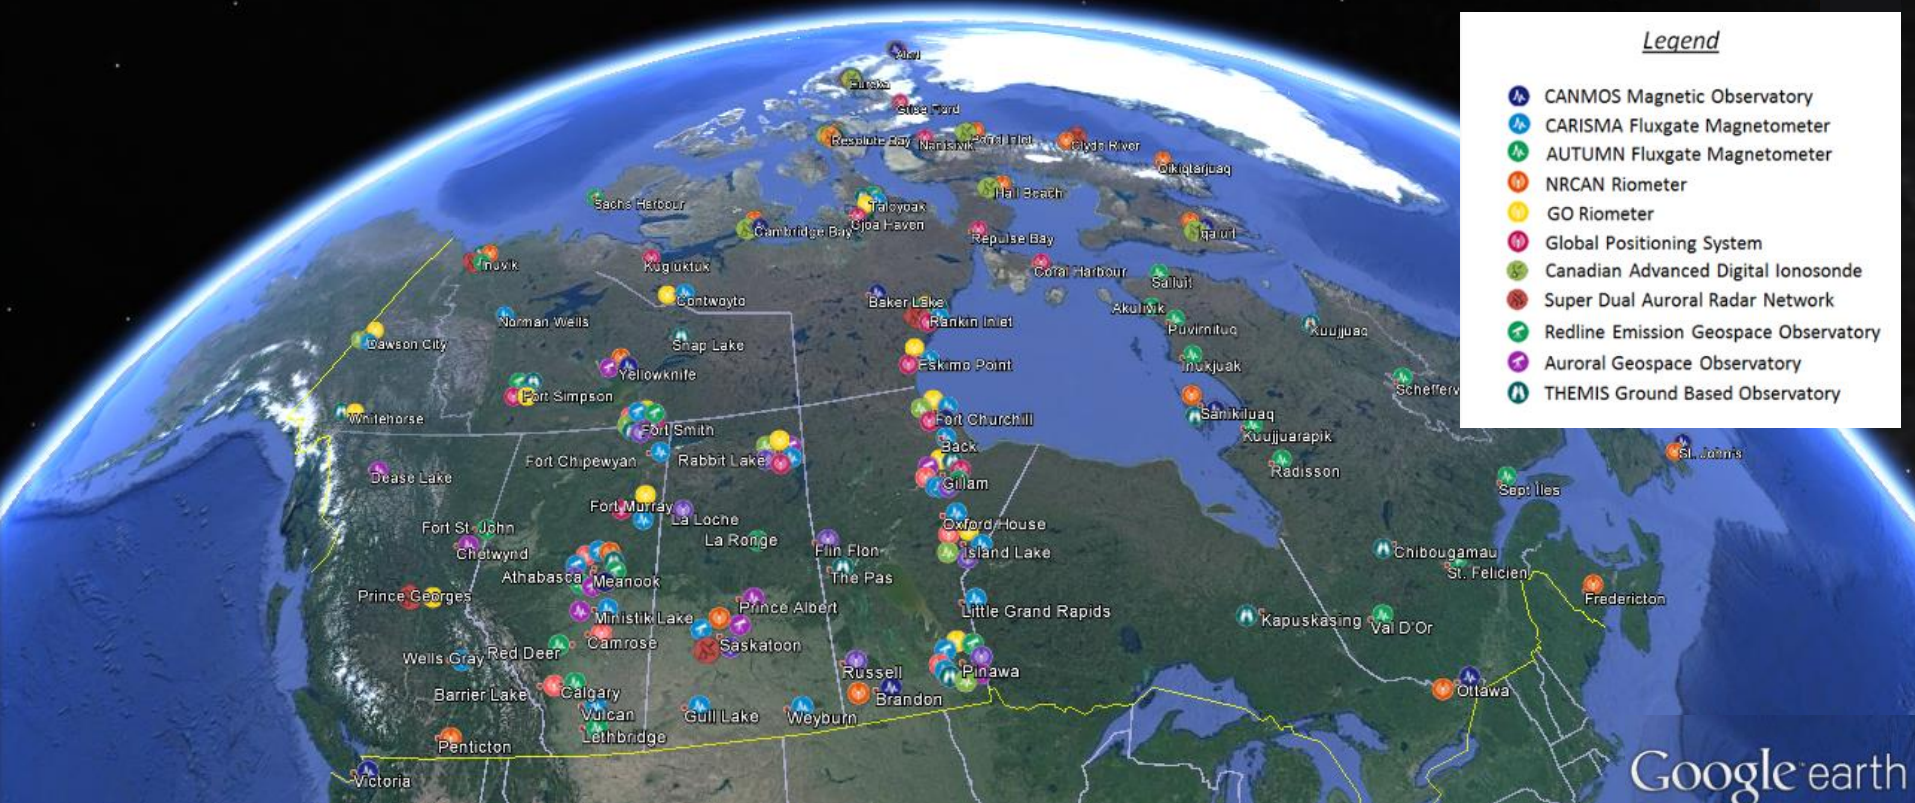 Legend
CANMOS Magnetic Observatory
CARISMA Fluxgate Magnetometer
AUTUMN Fluxgate Magnetometer
NRCAN Riometer
GO Riometer
Global Positioning System
Canadian Advanced Digital Ionosonde
Super Dual Auroral Radar Network
Redline Emission Geospace Observatory
Auroral Geospace Observatory
THEMIS Ground Based Observatory
Alert
Eureka
Grise Fiord
Resolute Bay
Nanisivik
Pond Inlet
Clyde River
Qikiqtarjuaq
Hall Beach
Sachs Harbour
Taloyoak
Gjoa Haven
Cambridge Bay
Iqaluit
Repulse Bay
Inuvik
Kugluktuk
Coral Harbour
Salluit
Contwoyto
Baker Lake
Akulivik
Rankin Inlet
Norman Wells
Puvirnituq
Kuujjuaq
Dawson City
Snap Lake
Eskimo Point
Inukjuak
Yellowknife
Schefferv
Fort Simpson
Whitehorse
Sanikiluaq
Fort Churchill
Fort Smith
Kuujjuarapik
Back
Fort Chipewyan
Rabbit Lake
St. John's
Radisson
Dease Lake
Gillam
Sept Iles
Fort Murray
La Loche
Fort St. John
Oxford House
La Ronge
Chetwynd
Flin Flon
Island Lake
Chibougamau
St. Felicien
Athabasca
Meanook
The Pas
Prince Georges
Fredericton
Prince Albert
Little Grand Rapids
Ministik Lake
Kapuskasing
Val D'Or
Camrose
Saskatoon
Red Deer
Wells Gray
Russell
Pinawa
Barrier Lake
Calgary
Brandon
Ottawa
Vulcan
Gull Lake
Weyburn
Lethbridge
Penticton
Victoria
Google earth